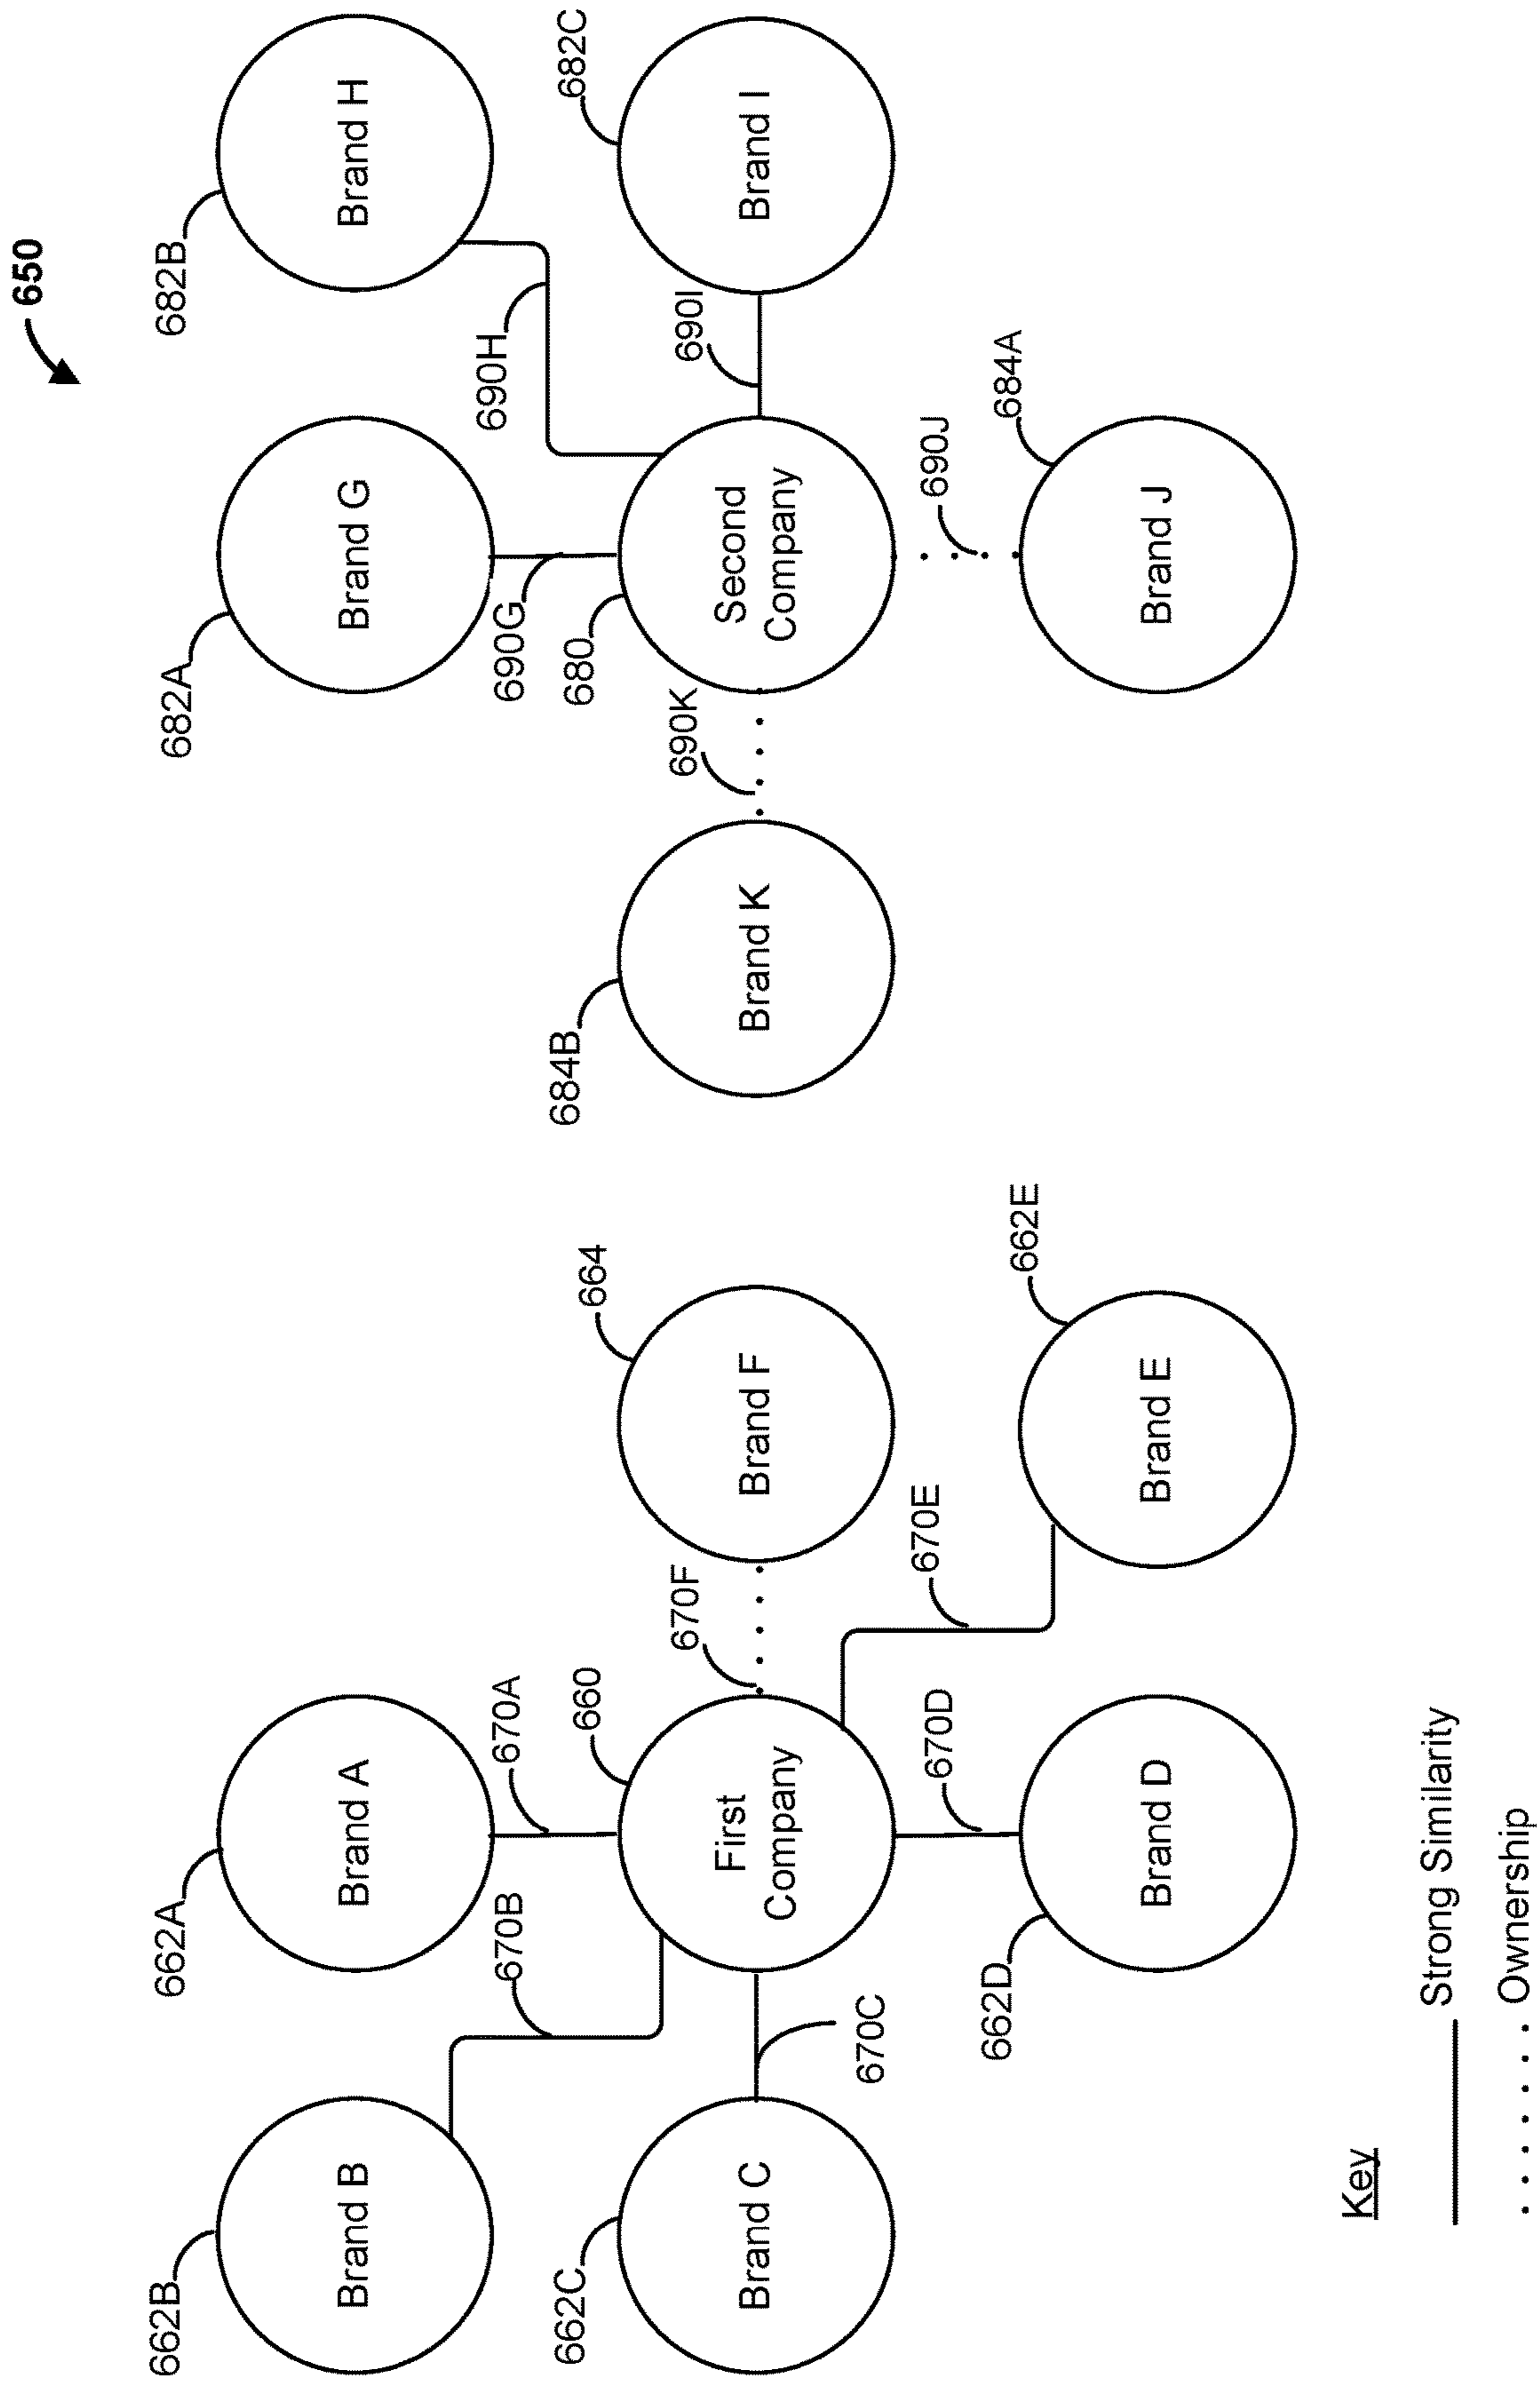 650
662B
Brand B
662A
Brand A
682A
Brand G
682B
Brand H
670B
670A
690G
690H
662C
Brand C
660
First
Company
664
Brand F
670F
684B
Brand K
690K
680
Second
Company
690I
682C
Brand I
670C
670D
670E
690J
662D
Brand D
662E
Brand E
684A
Brand J
Key
Strong Similarity
Ownership